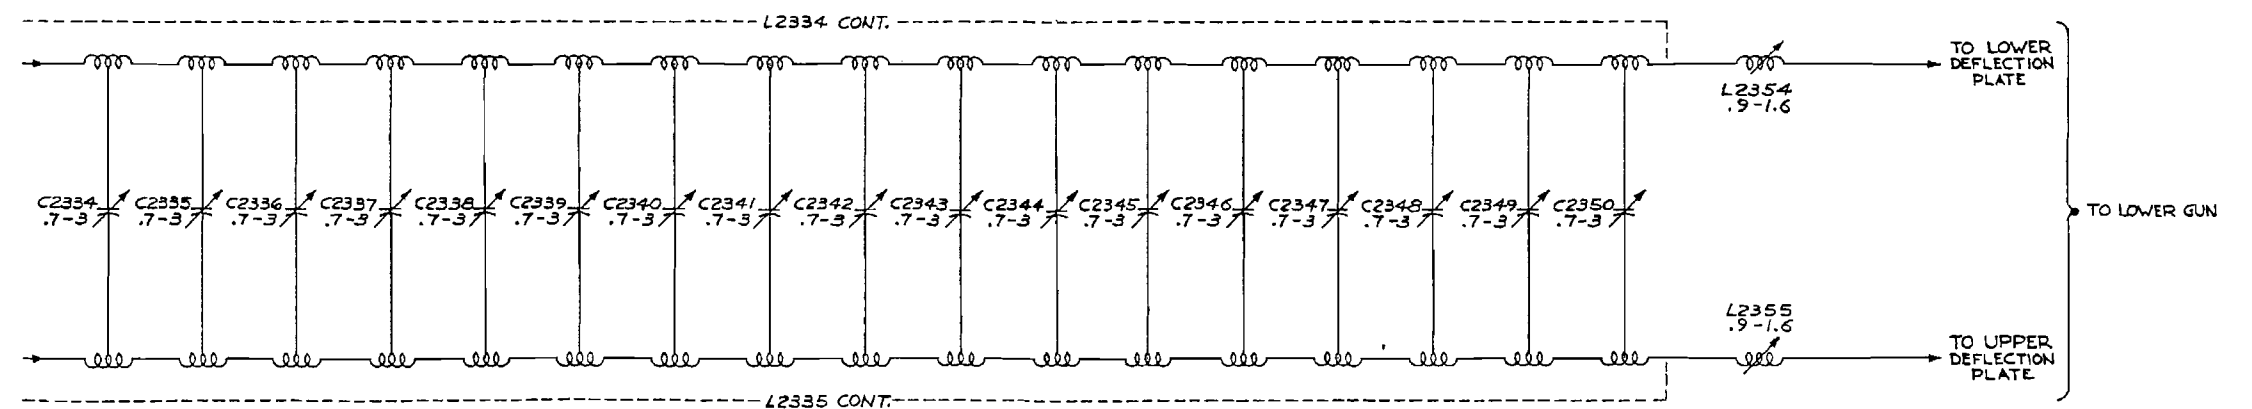 L2334 CONT.
TO LOWER
DEFLECTION
PLATE
L2354
.9-1.6
C2334
.7-3
C2335
.7-3
C2336
.7-3
C2337
.7-3
C2338
.7-3
C2339
.7-3
C2340
.7-3
C2341
.7-3
C2342
.7-3
C2343
.7-3
C2344
.7-3
C2345
.7-3
C2346
.7-3
C2347
.7-3
C2348
.7-3
C2349
.7-3
C2350
.7-3
TO LOWER GUN
L2355
.9-1.6
TO UPPER
DEFLECTION
PLATE
L2335 CONT.